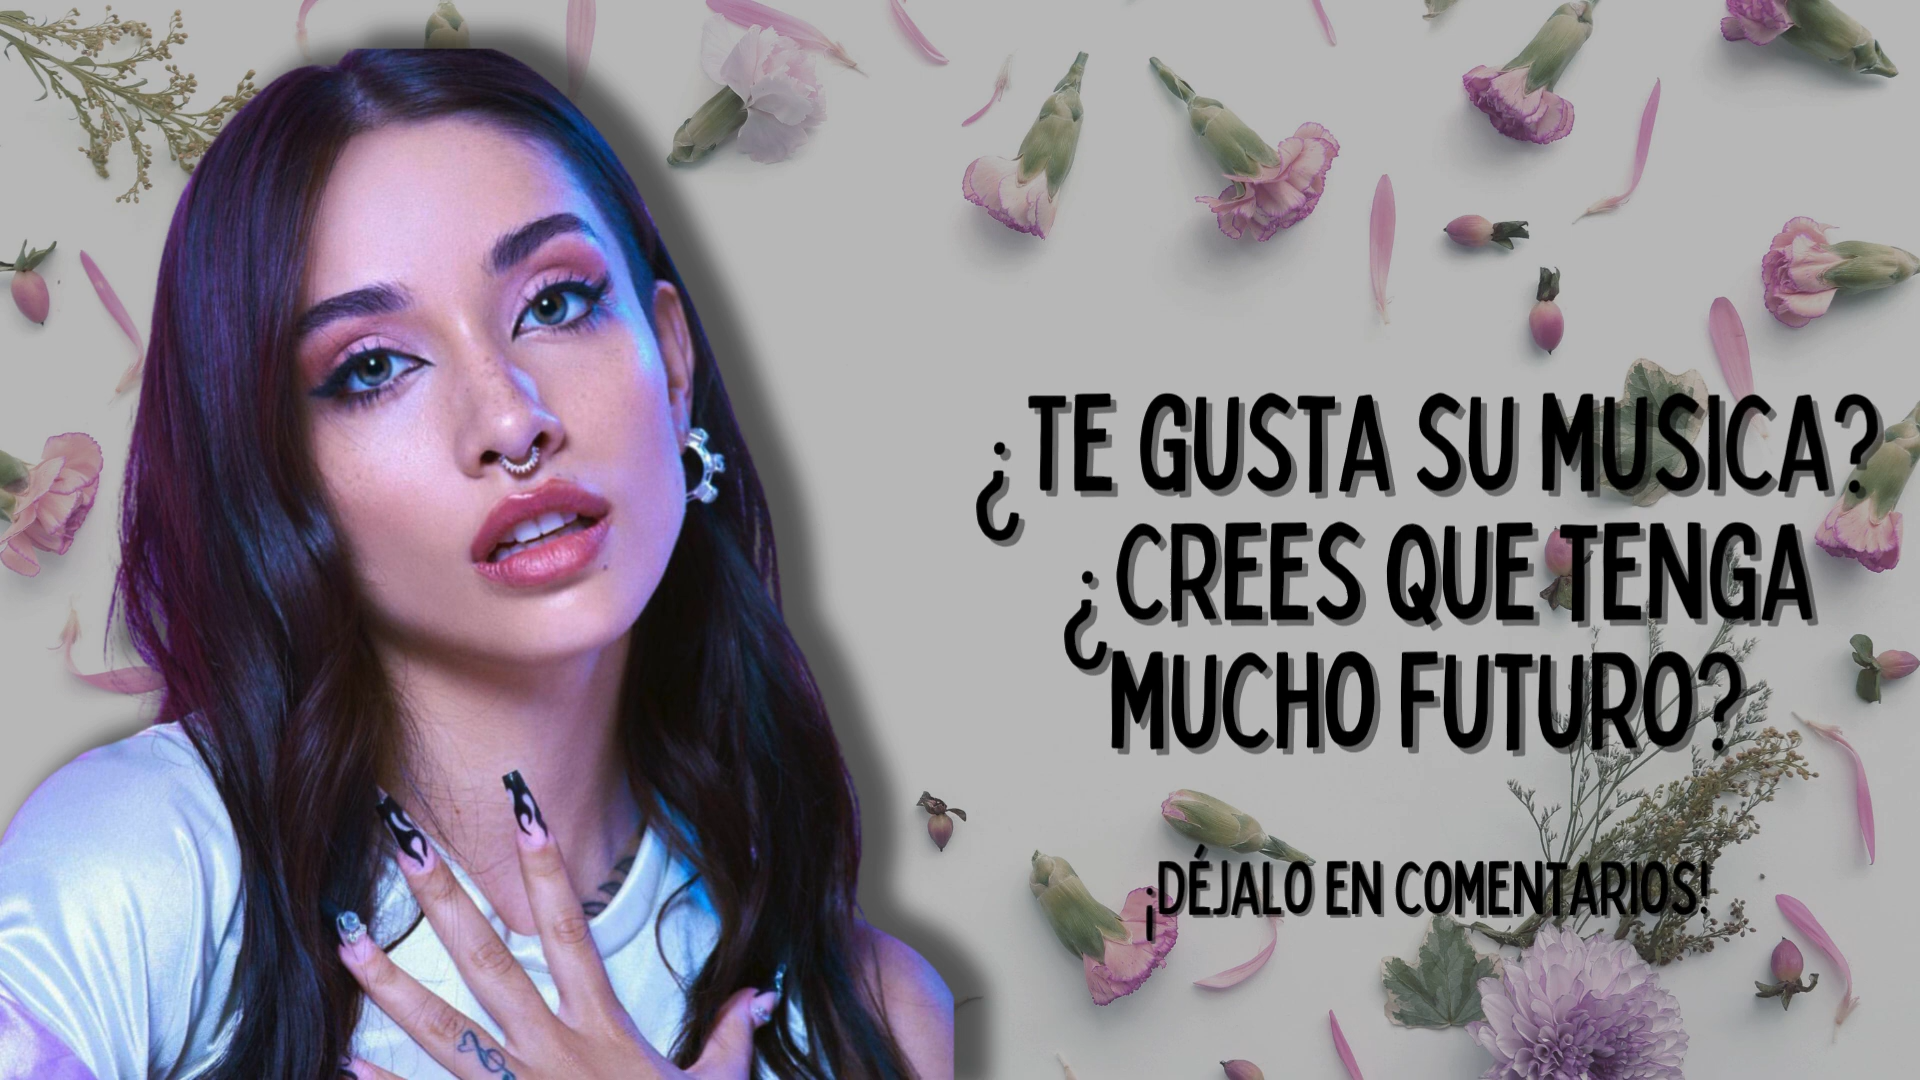 ¿TE GUSTA SU MUSICA?
¿CREES QUE TENGA
MUCHO FUTURO?
¡DÉJALO EN COMENTARIOS!